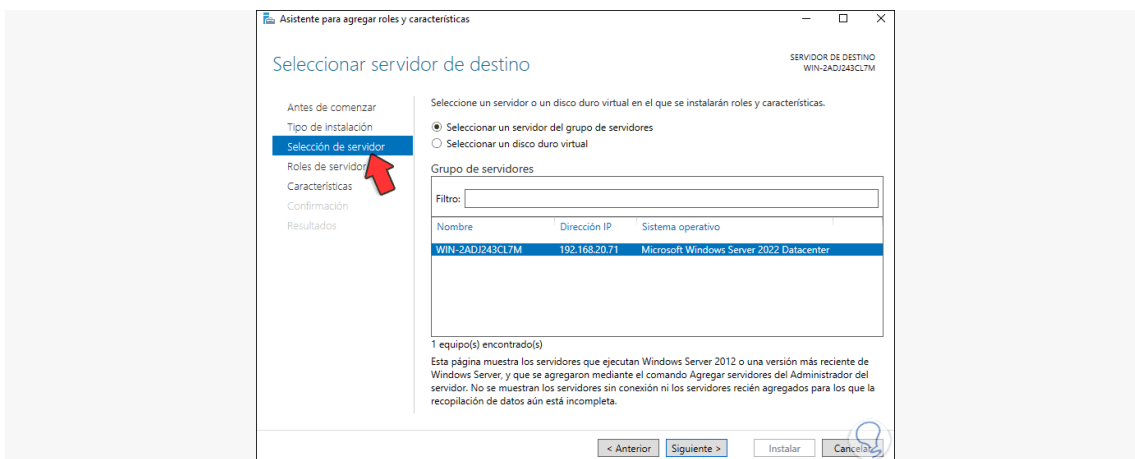 Asistente para agregar roles y características
Seleccionar servidor de destino
SERVIDOR DE DESTINO
WIN-2ADJ243CL7M
Antes de comenzar
Tipo de instalación
Selección de servidor
Roles de servidor
Características
Confirmación
Resultados
Seleccione un servidor o un disco duro virtual en el que se instalarán roles y características.
Seleccionar un servidor del grupo de servidores
Seleccionar un disco duro virtual
Grupo de servidores
Filtro:
Nombre Dirección IP Sistema operativo
WIN-2ADJ243CL7M 192.168.20.71 Microsoft Windows Server 2022 Datacenter
1 equipo(s) encontrado(s)
Esta página muestra los servidores que ejecutan Windows Server 2012 o una versión más reciente de
Windows Server, y que se agregaron mediante el comando Agregar servidores del Administrador del
servidor. No se muestran los servidores sin conexión ni los servidores recién agregados para los que la
recopilación de datos aún está incompleta.
< Anterior Siguiente > Instalar Cancelar